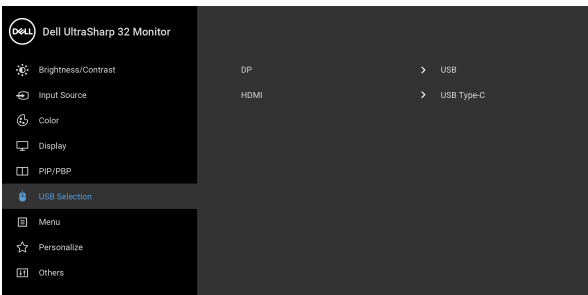 DELL Dell UltraSharp 32 Monitor
Brightness/Contrast
Input Source
Color
Display
PIP/PBP
USB Selection
Menu
Personalize
Others
DP > USB
HDMI > USB Type-C